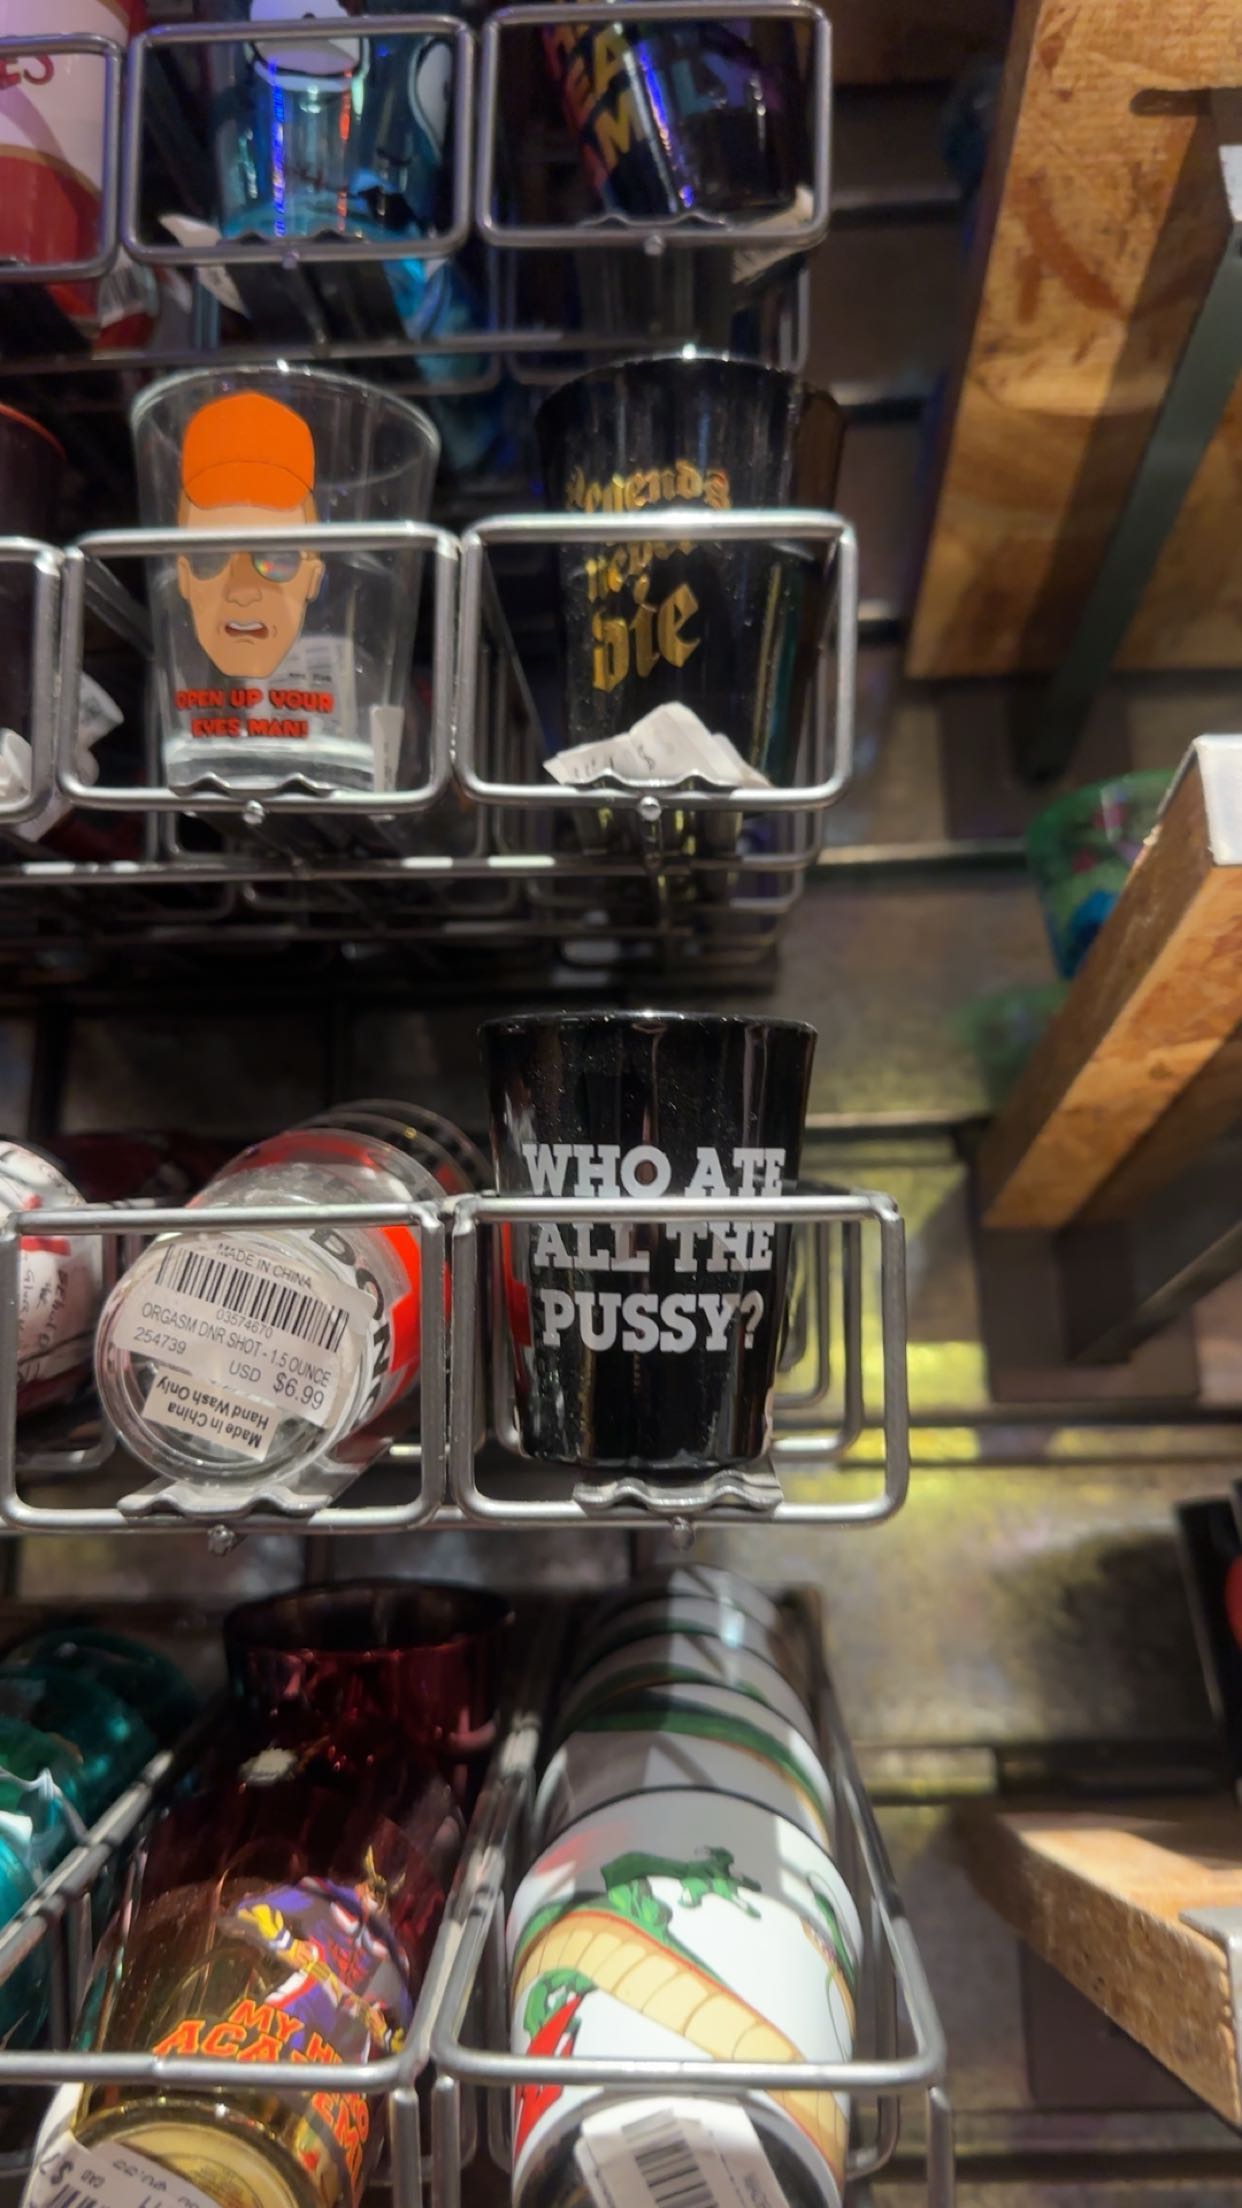 ES
Legends
never
die
OPEN UP YOUR
EYES MAN!
WHO ATE
ALL THE
PUSSY?
MADE IN CHINA
03574670
ORGASM DNR SHOT - 1.5 OUNCE
254739
USD $6.99
Made in China
Hand Wash Only
MY HERO
ACADEMIA